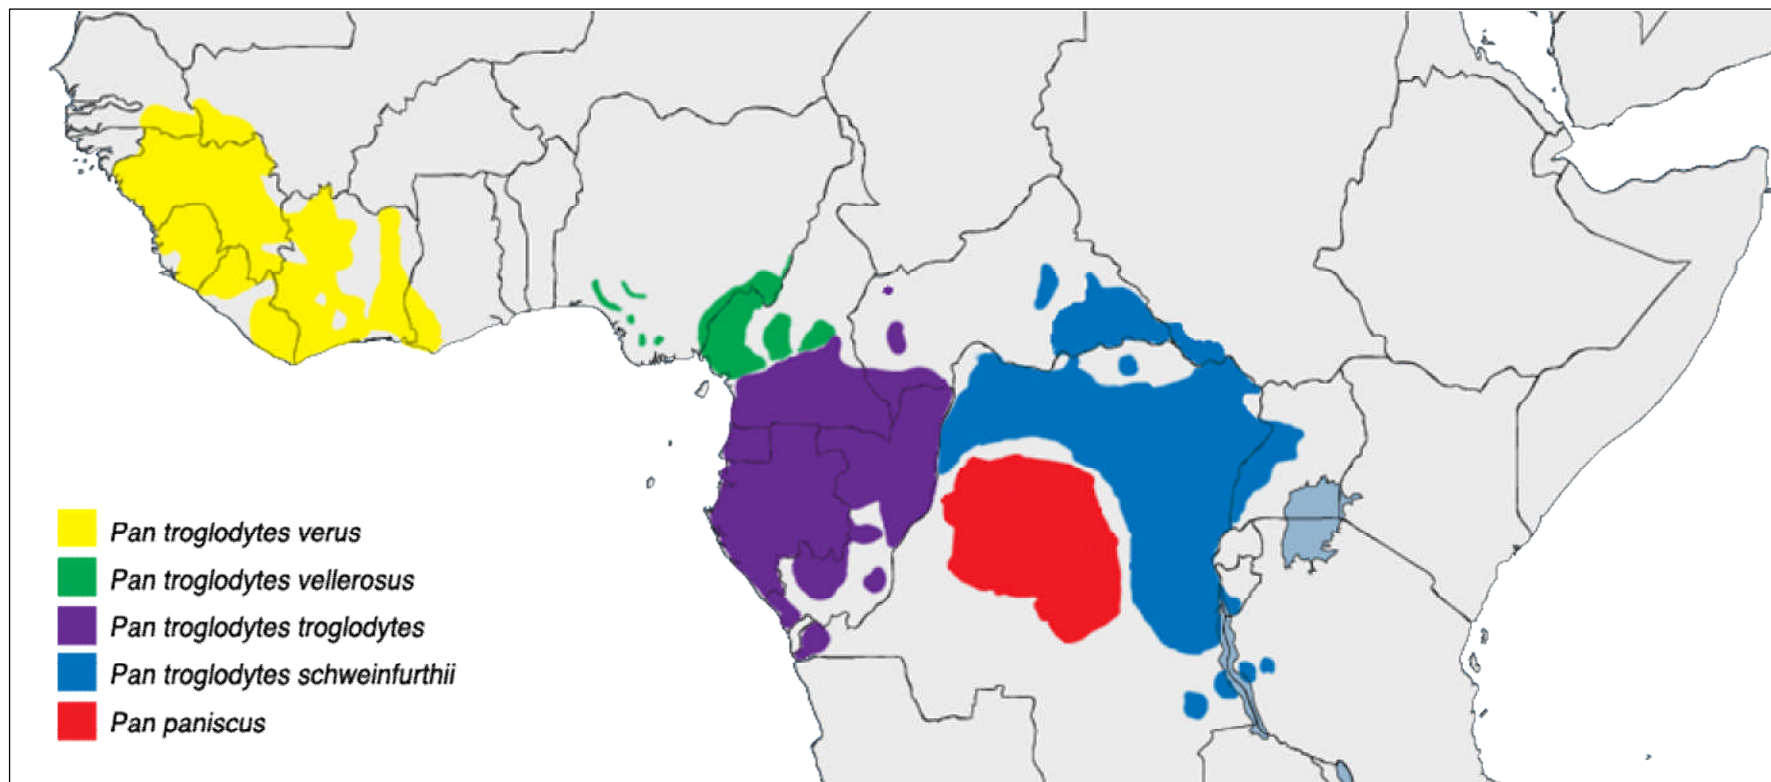 Pan troglodytes verus
Pan troglodytes vellerosus
Pan troglodytes troglodytes
Pan troglodytes schweinfurthii
Pan paniscus